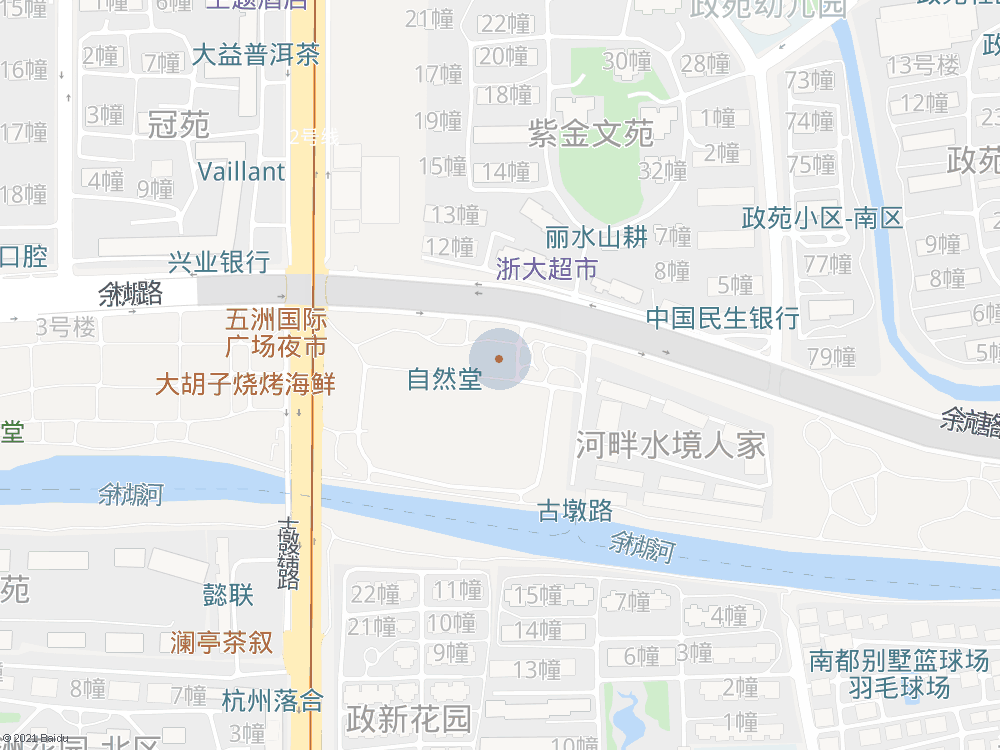 15幢
1幢
6幢
主题酒店
21幢
22幢
政苑幼儿园
大益普洱茶
2幢
7幢
20幢
30幢
28幢
13号楼
16幢
17幢
18幢
73幢
12幢
3幢
冠苑
19幢
紫金文苑
1幢
74幢
17幢
2号线
15幢
14幢
32幢
2幢
75幢
政苑
Vaillant
4幢
9幢
18幢
13幢
政苑小区-南区
12幢
丽水山耕
7幢
9幢
口腔
兴业银行
浙大超市
8幢
77幢
8幢
5幢
3号楼
五洲国际
广场夜市
中国民生银行
6幢
5幢
79幢
大胡子烧烤海鲜
自然堂
堂
河畔水境人家
余杭塘河
古墩路
余杭塘河
古墩路辅路
苑
懿联
22幢
11幢
15幢
7幢
4幢
21幢
10幢
14幢
澜亭茶叙
9幢
6幢
3幢
南都别墅篮球场
羽毛球场
13幢
8幢
7幢
2幢
杭州落合
政新花园
3幢
1幢
10幢
© 2021 Baidu